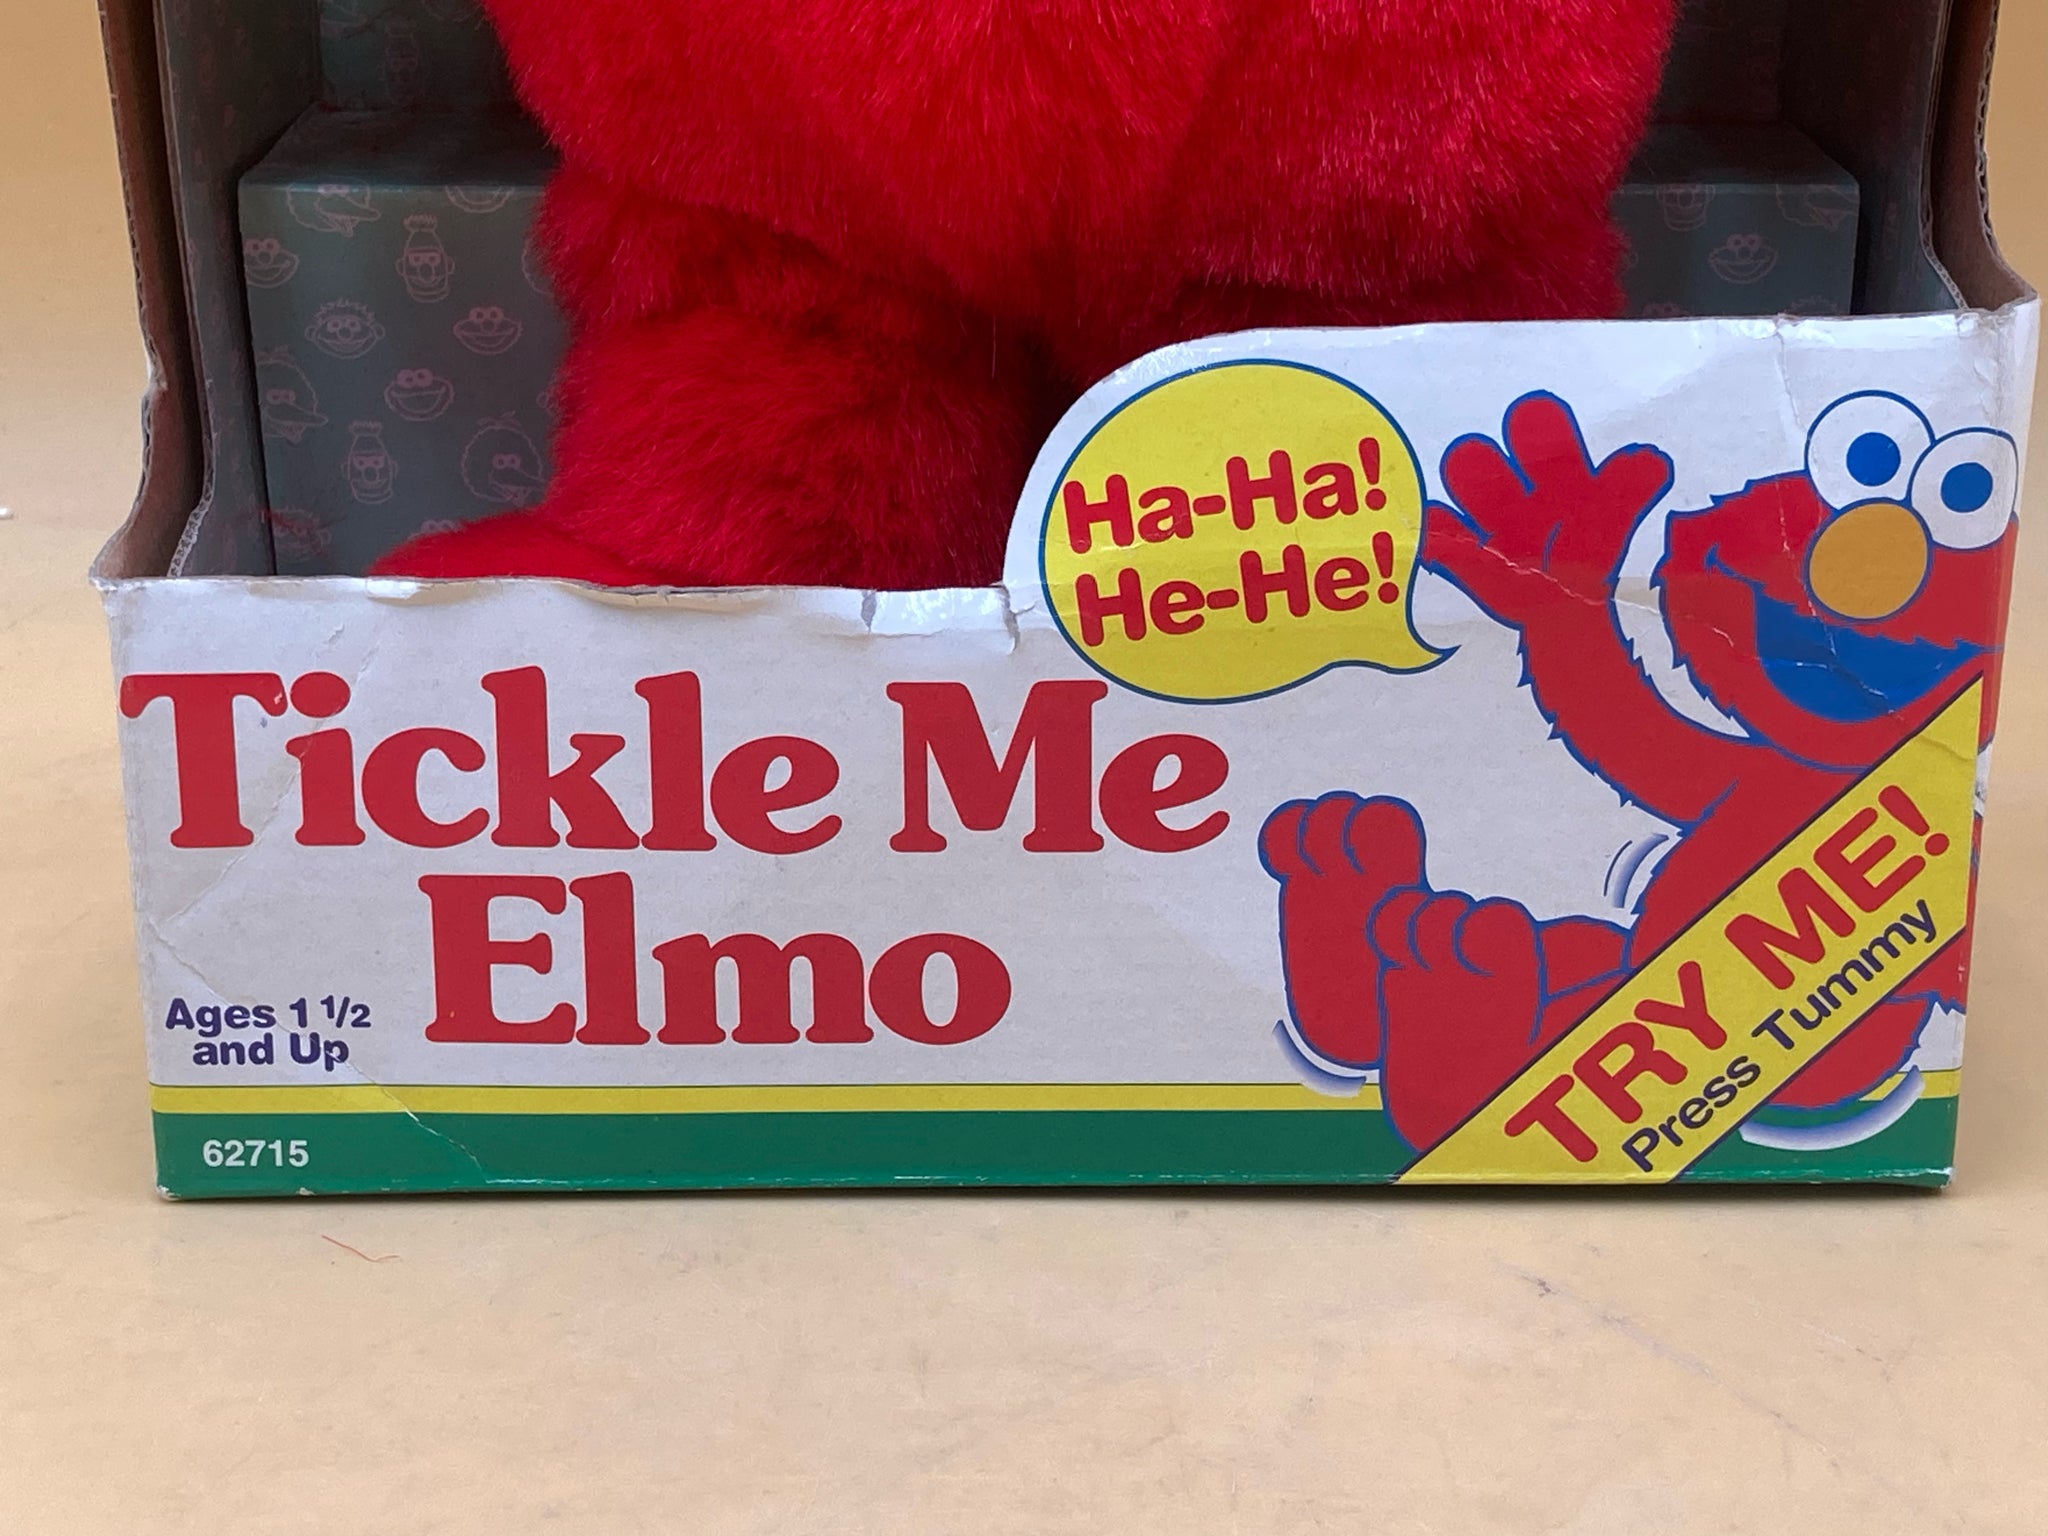 Ha-Ha!
He-He!
Tickle Me
Elmo
Ages 1 1/2
and Up
TRY ME!
Press Tummy
62715